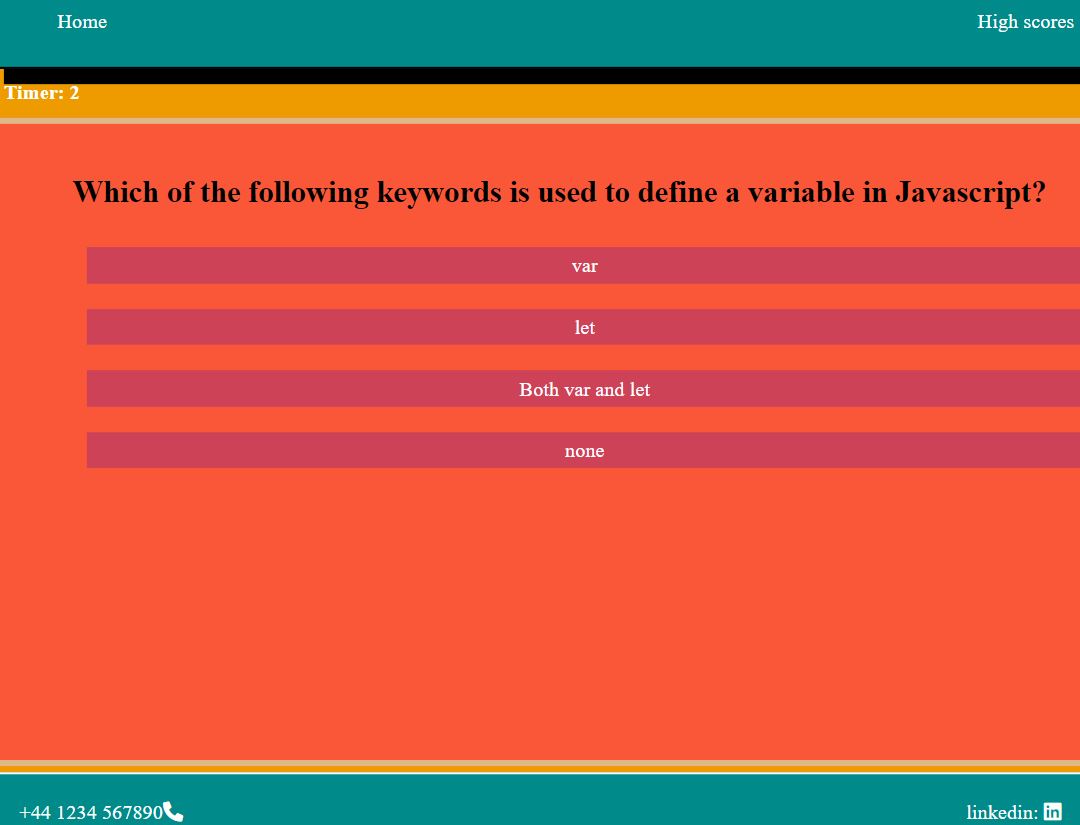 Home
High scores
Timer: 2
Which of the following keywords is used to define a variable in Javascript?
var
let
Both var and let
none
+44 1234 567890
linkedin: in